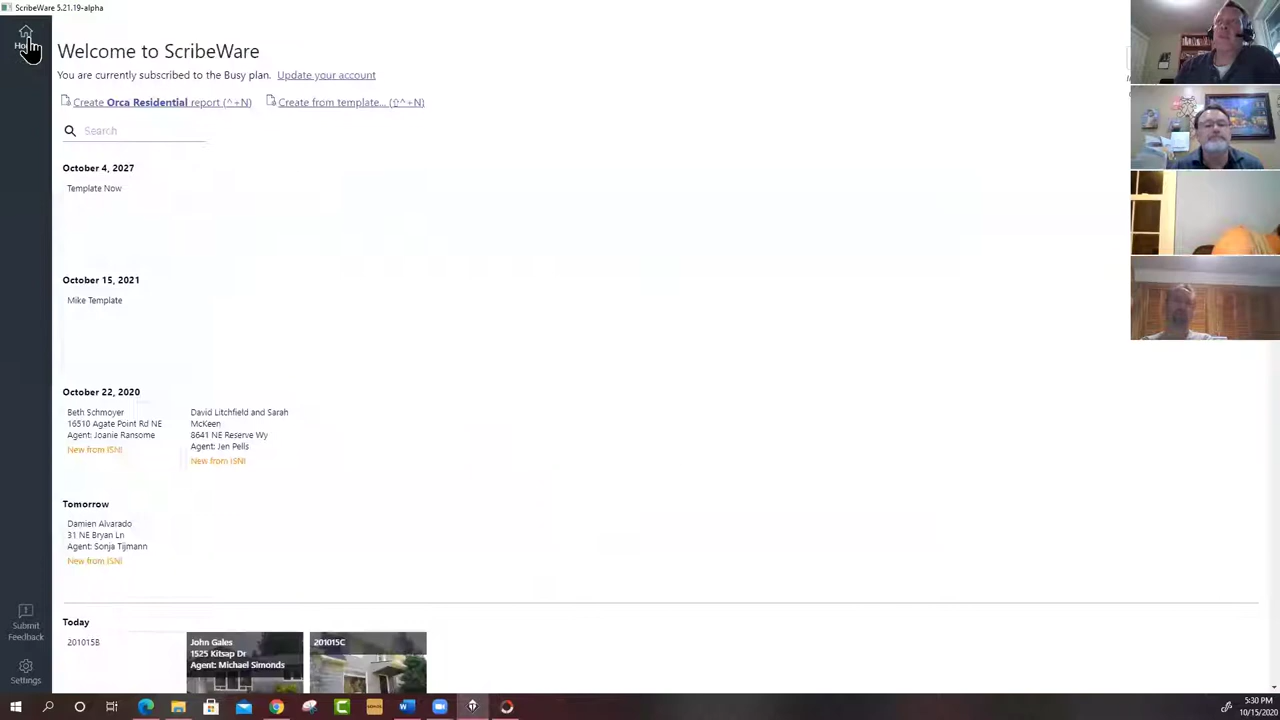 ScribeWare 5.21.19-alpha
Welcome to ScribeWare
You are currently subscribed to the Busy plan. Update your account
Create Orca Residential report (^+N) Create from template... (⇧^+N)
Search
October 4, 2027
Template Now
October 15, 2021
Mike Template
October 22, 2020
Beth Schmoyer
16510 Agate Point Rd NE
Agent: Joanie Ransome
New from ISN!
David Litchfield and Sarah
McKeen
8641 NE Reserve Wy
Agent: Jen Pells
New from ISN!
Tomorrow
Damien Alvarado
31 NE Bryan Ln
Agent: Sonja Tijmann
New from ISN!
Today
201015B
John Gales
1525 Kitsap Dr
Agent: Michael Simonds
201015C
Submit
Feedback
Settings
5:30 PM
10/15/2020